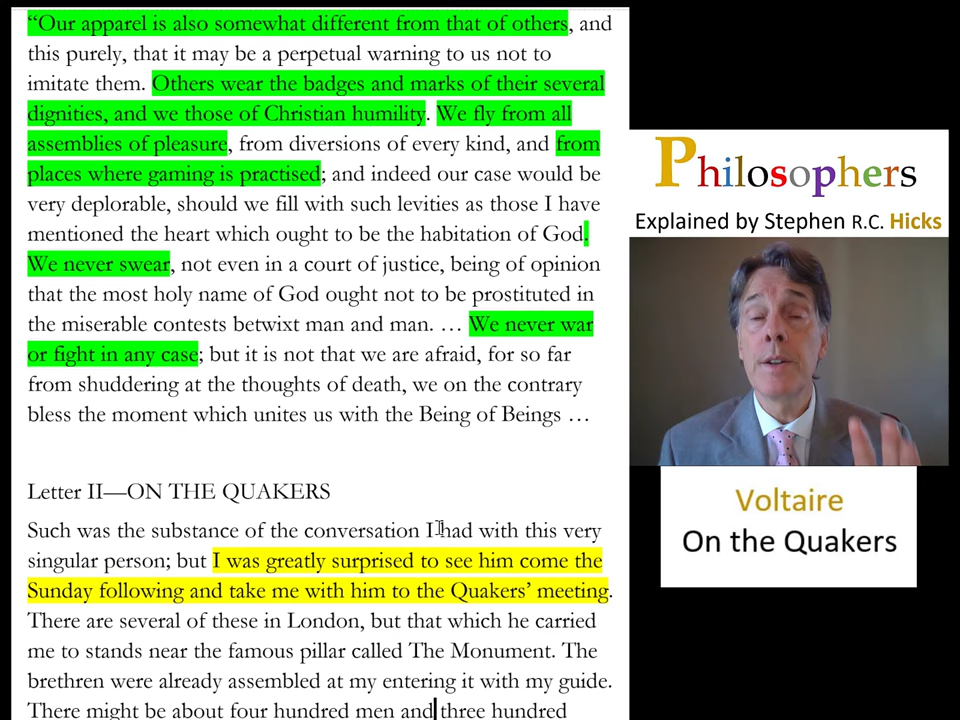 “Our apparel is also somewhat different from that of others, and
this purely, that it may be a perpetual warning to us not to
imitate them. Others wear the badges and marks of their several
dignities, and we those of Christian humility. We fly from all
assemblies of pleasure, from diversions of every kind, and from
places where gaming is practised; and indeed our case would be
very deplorable, should we fill with such levities as those I have
mentioned the heart which ought to be the habitation of God.
We never swear, not even in a court of justice, being of opinion
that the most holy name of God ought not to be prostituted in
the miserable contests betwixt man and man. … We never war
or fight in any case; but it is not that we are afraid, for so far
from shuddering at the thoughts of death, we on the contrary
bless the moment which unites us with the Being of Beings …
Letter II—ON THE QUAKERS
Such was the substance of the conversation I had with this very
singular person; but I was greatly surprised to see him come the
Sunday following and take me with him to the Quakers’ meeting.
There are several of these in London, but that which he carried
me to stands near the famous pillar called The Monument. The
brethren were already assembled at my entering it with my guide.
There might be about four hundred men and three hundred
Philosophers
Explained by Stephen R.C. Hicks
Voltaire
On the Quakers